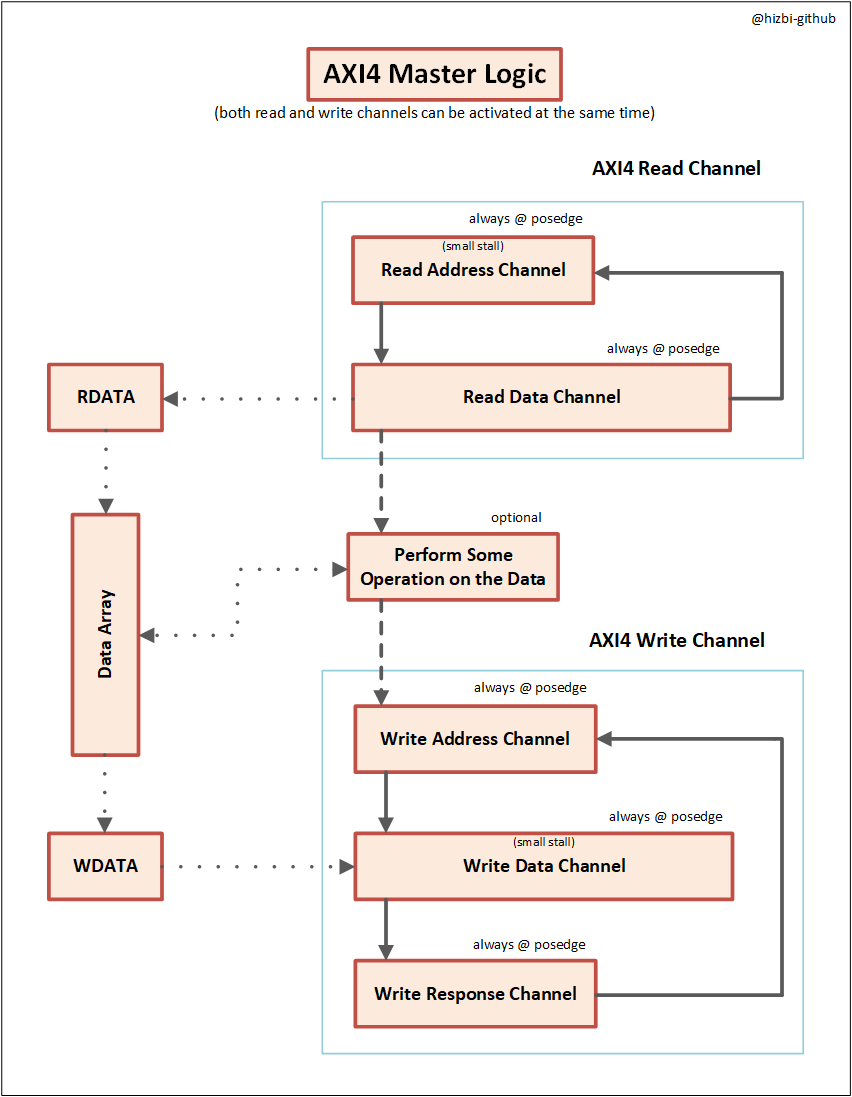 @hizbi-github
AXI4 Master Logic
(both read and write channels can be activated at the same time)
AXI4 Read Channel
always @ posedge
(small stall)
Read Address Channel
always @ posedge
RDATA
Read Data Channel
optional
Perform Some
Operation on the Data
Data Array
AXI4 Write Channel
always @ posedge
Write Address Channel
always @ posedge
(small stall)
WDATA
Write Data Channel
always @ posedge
Write Response Channel